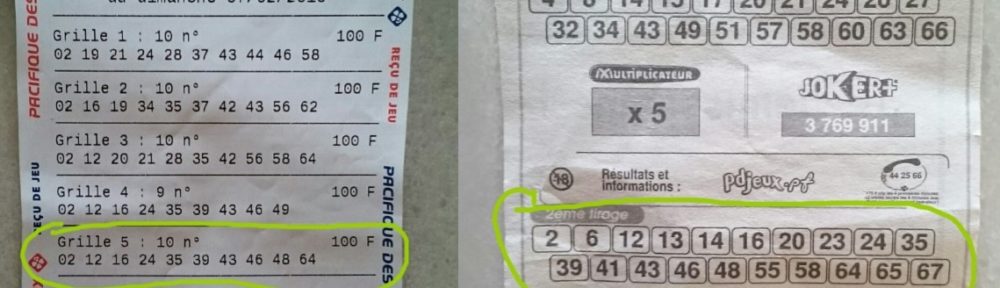 PACIFIQUE DES
REÇU DE JEU
Grille 1 : 10 n° 100 F
02 19 21 24 28 37 43 44 46 58
Grille 2 : 10 n° 100 F
02 16 19 34 35 37 42 43 56 62
Grille 3 : 10 n° 100 F
02 12 20 21 28 35 42 56 58 64
Grille 4 : 9 n° 100 F
02 12 16 24 35 39 43 46 49
Grille 5 : 10 n° 100 F
02 12 16 24 35 39 43 46 48 64
REÇU DE JEU
PACIFIQUE DES
32 34 43 49 51 57 58 60 63 66
MULTIPLICATEUR
x 5
JOKER+
3 769 911
18
Résultats et
informations :
pdjeux.pf
44 25 66
2ème tirage
2 6 12 13 14 16 20 23 24 35
39 41 43 46 48 55 58 64 65 67